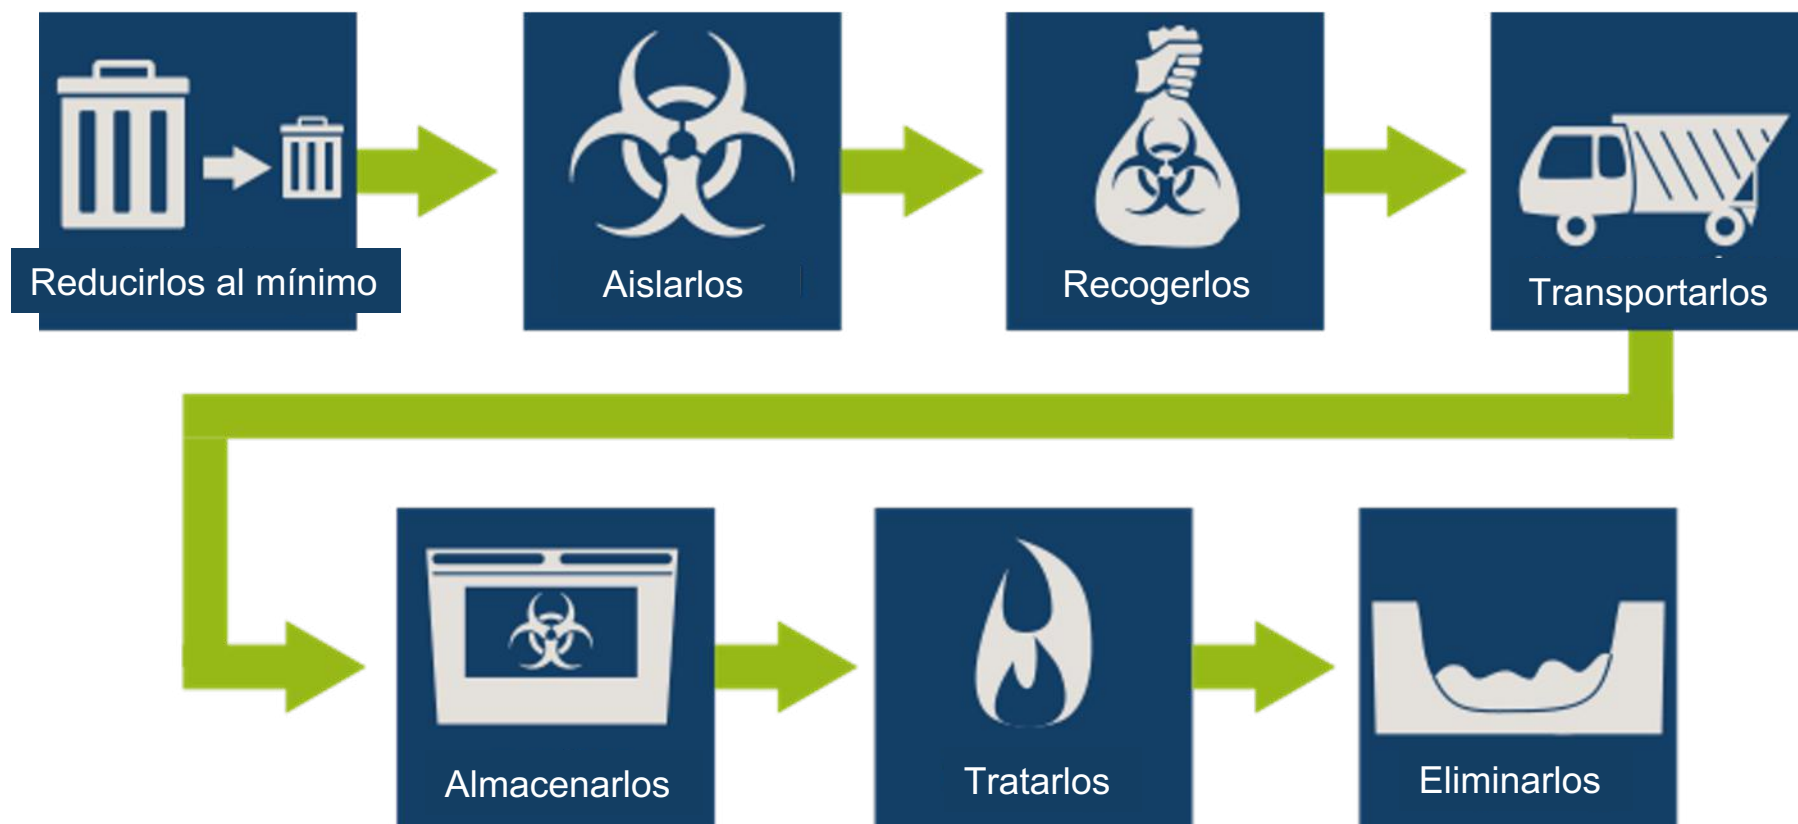 Reducirlos al mínimo
Aislarlos
Recogerlos
Transportarlos
Almacenarlos
Tratarlos
Eliminarlos